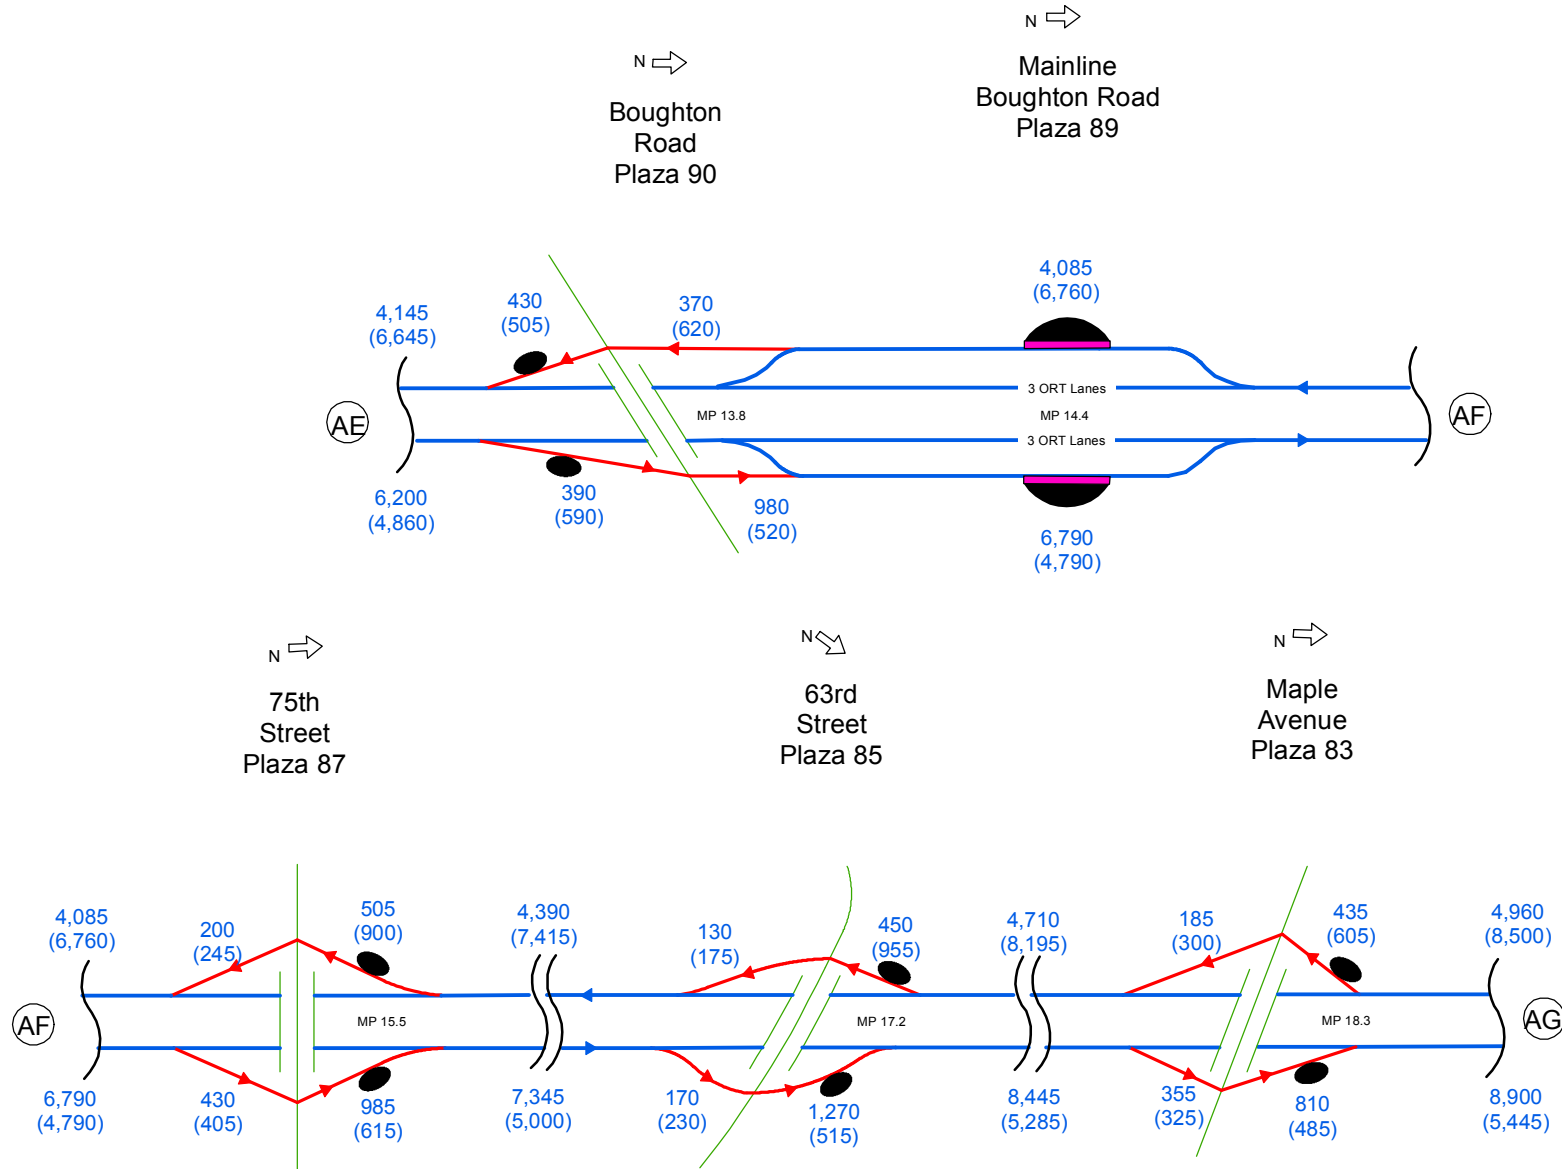 N
Mainline
Boughton Road
Plaza 89
N
Boughton
Road
Plaza 90
4,145
(6,645)
430
(505)
370
(620)
4,085
(6,760)
3 ORT Lanes
AE
MP 13.8
MP 14.4
AF
3 ORT Lanes
6,200
(4,860)
390
(590)
980
(520)
6,790
(4,790)
N
75th
Street
Plaza 87
N
63rd
Street
Plaza 85
N
Maple
Avenue
Plaza 83
4,085
(6,760)
200
(245)
505
(900)
4,390
(7,415)
130
(175)
450
(955)
4,710
(8,195)
185
(300)
435
(605)
4,960
(8,500)
AF
MP 15.5
MP 17.2
MP 18.3
AG
6,790
(4,790)
430
(405)
985
(615)
7,345
(5,000)
170
(230)
1,270
(515)
8,445
(5,285)
355
(325)
810
(485)
8,900
(5,445)